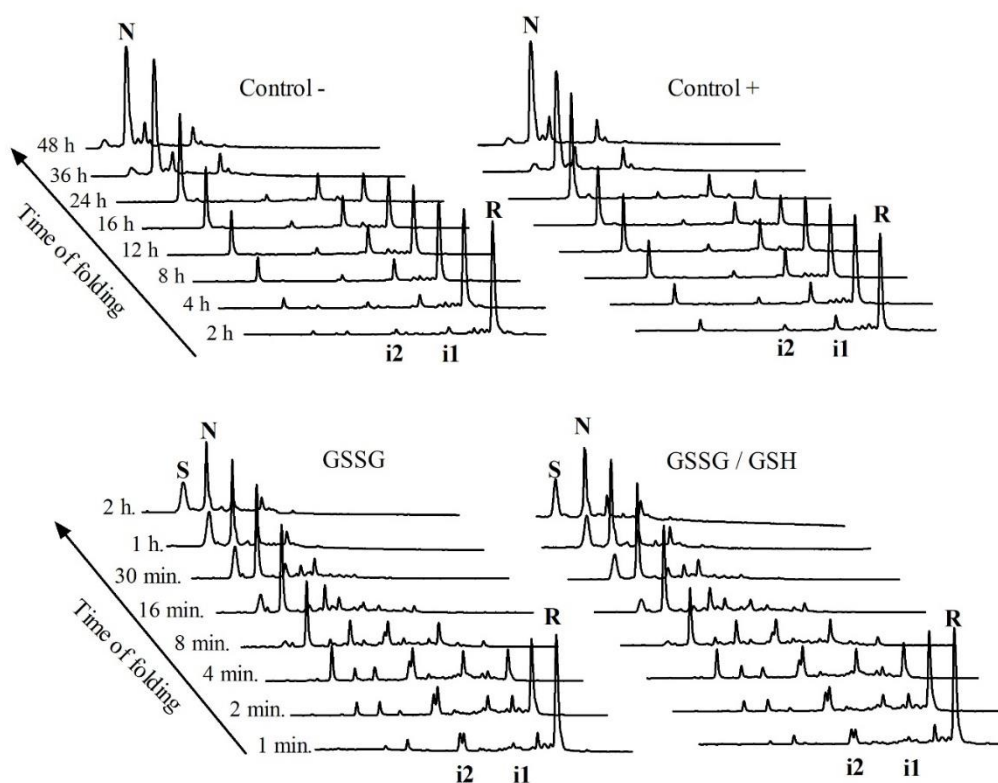 N
N
Control -
Control +
48 h
36 h
24 h
16 h
12 h
8 h
4 h
2 h
Time of folding
R
R
i2
i1
i2
i1
N
N
S
GSSG
S
GSSG / GSH
2 h.
1 h.
30 min.
16 min.
8 min.
4 min.
2 min.
1 min.
Time of folding
R
R
i2
i1
i2
i1